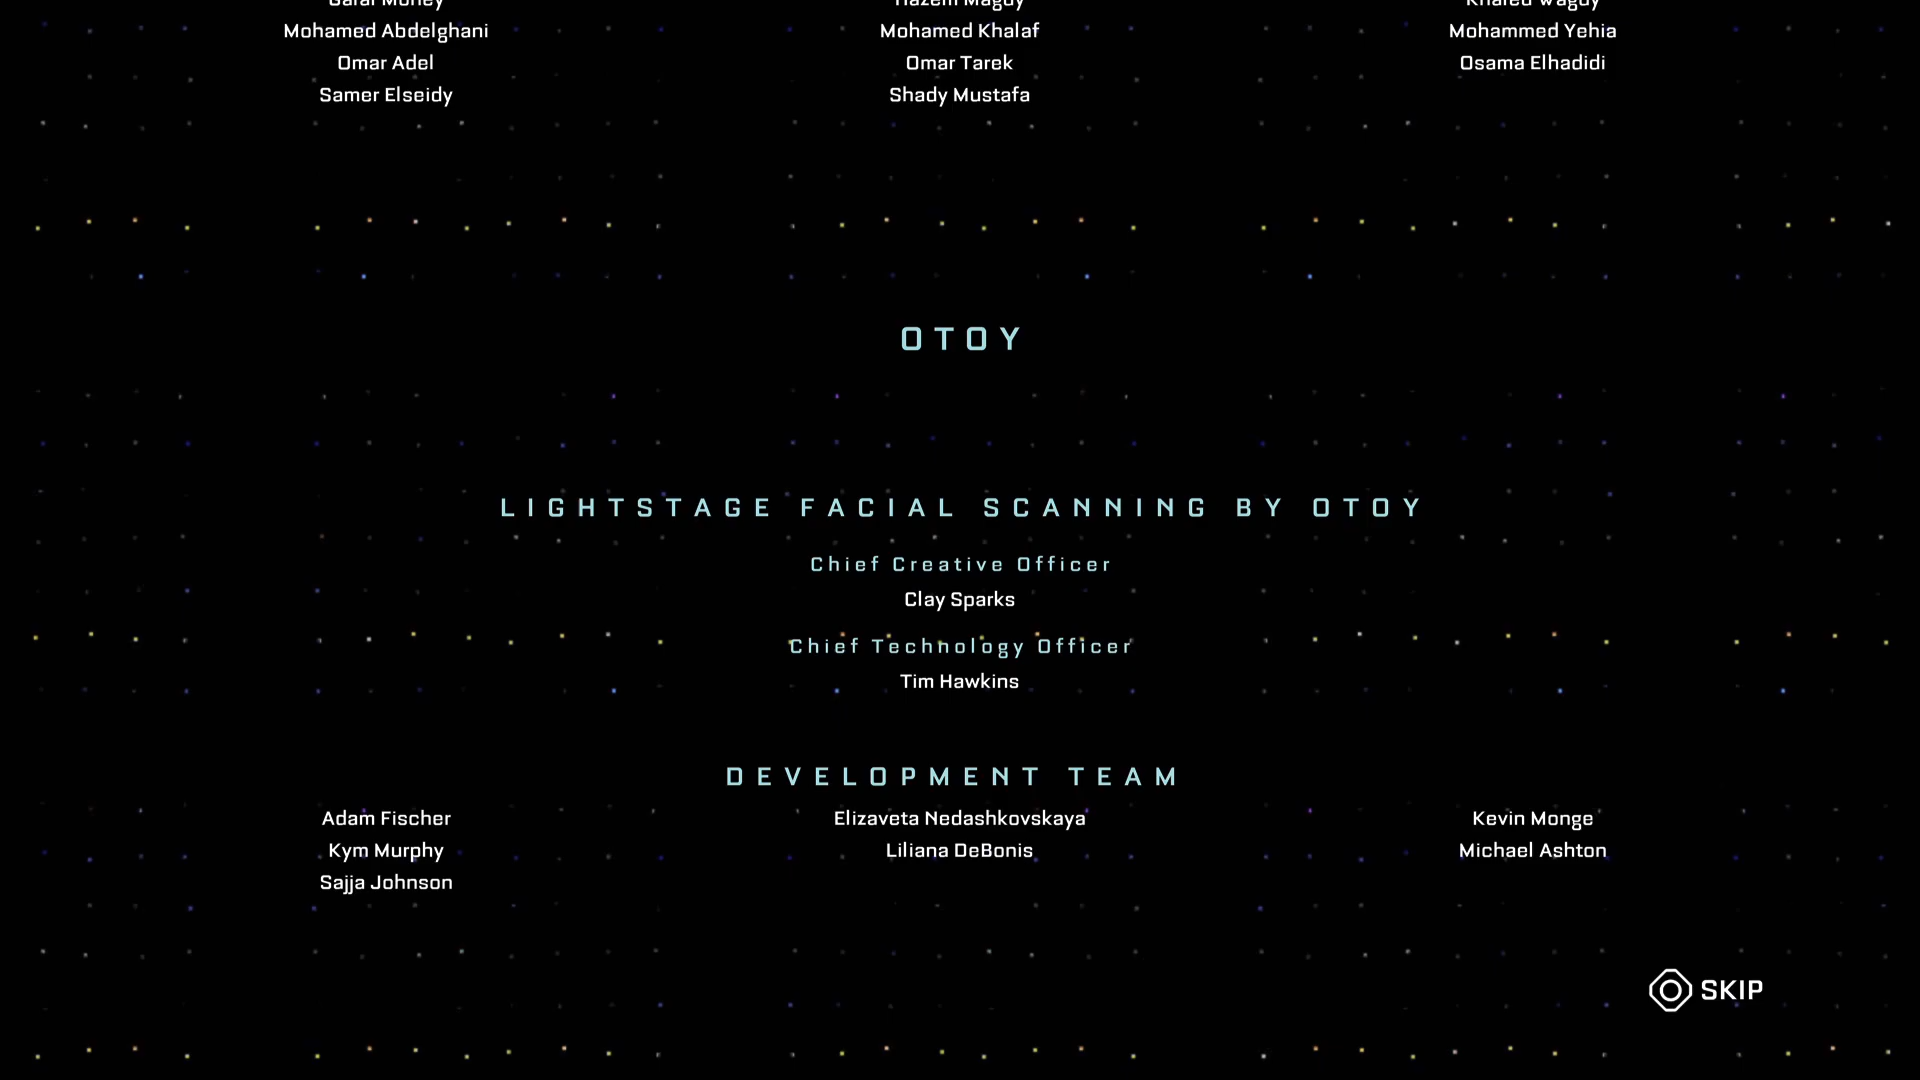 Mohamed Abdelghani Mohamed Khalaf Mohammed Yehia
Omar Adel Omar Tarek Osama Elhadidi
Samer Elseidy Shady Mustafa
OTOY
LIGHTSTAGE FACIAL SCANNING BY OTOY
Chief Creative Officer
Clay Sparks
Chief Technology Officer
Tim Hawkins
DEVELOPMENT TEAM
Adam Fischer Elizaveta Nedashkovskaya Kevin Monge
Kym Murphy Liliana DeBonis Michael Ashton
Sajja Johnson
SKIP